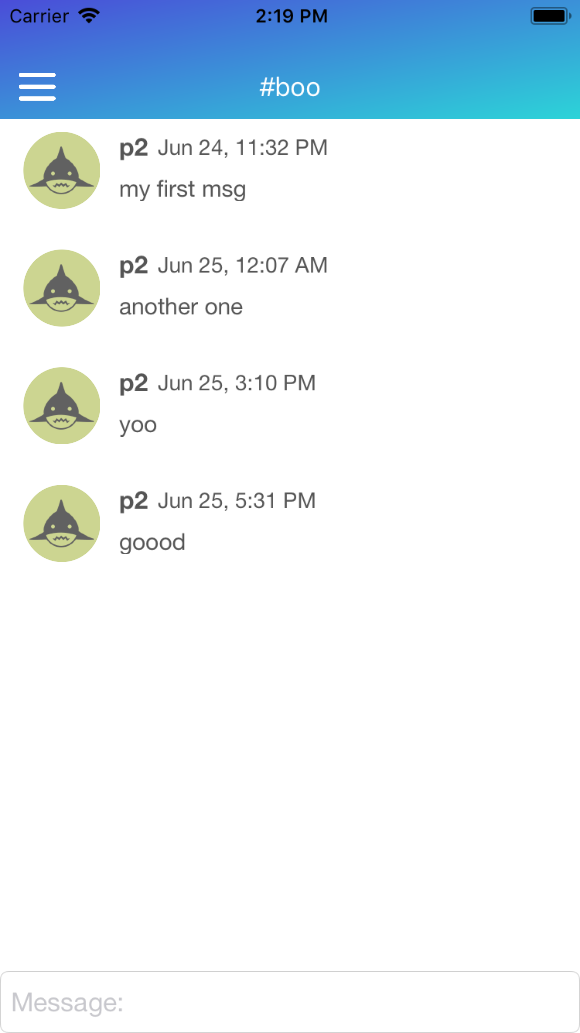 Carrier 2:19 PM
#boo
p2 Jun 24, 11:32 PM
my first msg
p2 Jun 25, 12:07 AM
another one
p2 Jun 25, 3:10 PM
yoo
p2 Jun 25, 5:31 PM
goood
Message: